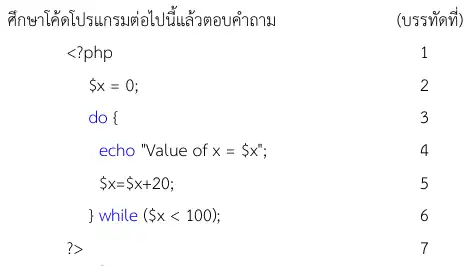 ศึกษาโค้ดโปรแกรมต่อไปนี้แล้วตอบคำถาม (บรรทัดที่)
<?php 1
$x = 0; 2
do { 3
echo "Value of x = $x"; 4
$x=$x+20; 5
} while ($x < 100); 6
?> 7